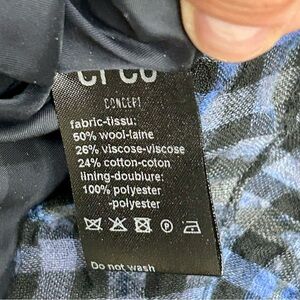 CONCEPT
fabric-tissu:
50% wool-laine
26% viscose-viscose
24% cotton-coton
lining-doublure:
100% polyester
-polyester
Do not wash